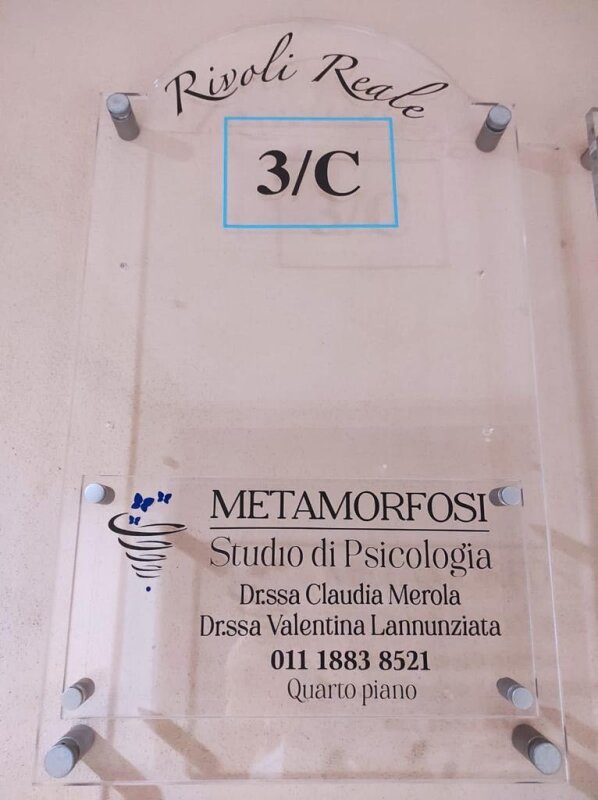 Rivoli Reale
3/C
METAMORFOSI
Studio di Psicologia
Dr.ssa Claudia Merola
Dr.ssa Valentina Lannunziata
011 1883 8521
Quarto piano